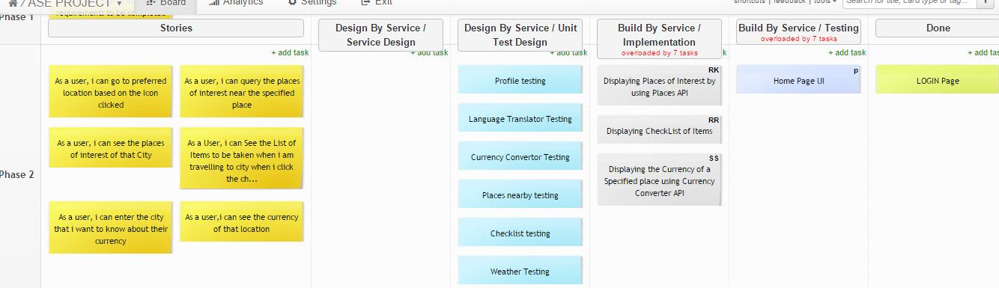 / ASE PROJECT ▾ Board Analytics Settings Exit
shortcuts | feedback | tools ▾ Search for title, card type or tag...
Phase 1
requirements to be completed
Stories
Design By Service /
Service Design
Design By Service / Unit
Test Design
Build By Service /
Implementation
overloaded by 7 tasks
Build By Service / Testing
overloaded by 7 tasks
Done
+ add task
+ add task
+ add task
k
+ add task
+ add tas
Phase 2
As a user, i can go to preferred
location based on the Icon
clicked
As a user, i can query the places
of interest near the specified
place
As a user, i can see the places
of interest of that City
As a User, i can See the List of
Items to be taken when i am
travelling to city when i click
the ch...
As a user, i can enter the city
that i want to know about their
currency
As a user,i can see the currency
of that location
Profile testing
Language Translator Testing
Currency Convertor Testing
Places nearby testing
Checklist testing
Weather Testing
RK
Displaying Places of Interest by
using Places API
RR
Displaying CheckList of Items
SS
Displaying the Currency of a
Specified place using Currency
Converter API
p
Home Page UI
LOGIN Page